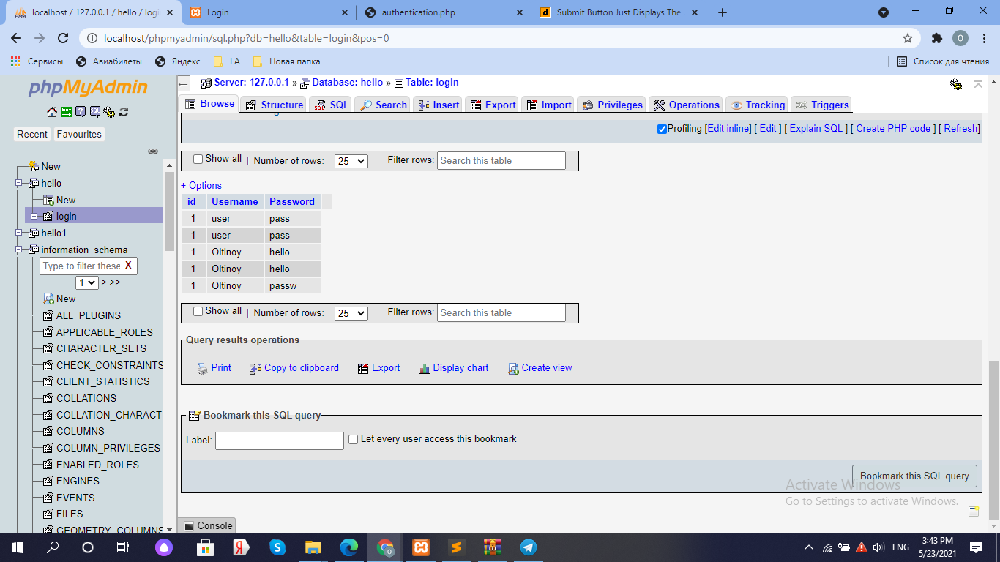 localhost / 127.0.0.1 / hello / logi
Login
authentication.php
Submit Button Just Displays The
localhost/phpmyadmin/sql.php?db=hello&table=login&pos=0
O
Сервисы
Авиабилеты
Яндекс
LA
Новая папка
Список для чтения
phpMyAdmin
Recent
Favourites
New
hello
New
login
hello1
information_schema
Type to filter these
X
1
> >>
New
ALL_PLUGINS
APPLICABLE_ROLES
CHARACTER_SETS
CHECK_CONSTRAINTS
CLIENT_STATISTICS
COLLATIONS
COLLATION_CHARACT
COLUMNS
COLUMN_PRIVILEGES
ENABLED_ROLES
ENGINES
EVENTS
FILES
GEOMETRY_COLUMNS
Server: 127.0.0.1 » Database: hello » Table: login
Browse
Structure
SQL
Search
Insert
Export
Import
Privileges
Operations
Tracking
Triggers
Profiling [Edit inline] [ Edit ] [ Explain SQL ] [ Create PHP code ] [ Refresh]
Show all | Number of rows: 25 Filter rows: Search this table
+ Options
id Username Password
1 user pass
1 user pass
1 Oltinoy hello
1 Oltinoy hello
1 Oltinoy passw
Show all | Number of rows: 25 Filter rows: Search this table
Query results operations
Print
Copy to clipboard
Export
Display chart
Create view
Bookmark this SQL query
Label:
Let every user access this bookmark
Bookmark this SQL query
Activate Windows
Go to Settings to activate Windows.
Console
ENG
3:43 PM
5/23/2021